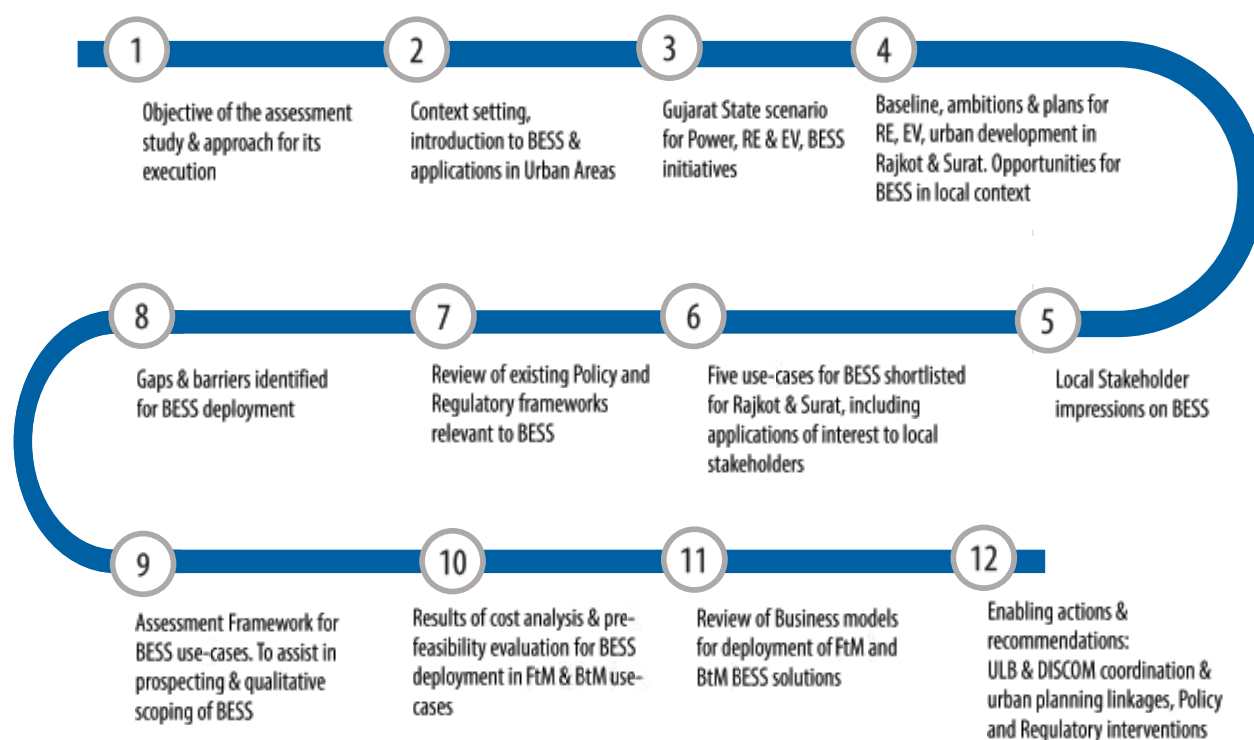 1
Objective of the assessment
study & approach for its
execution
2
Context setting,
introduction to BESS &
applications in Urban Areas
3
Gujarat State scenario
for Power, RE & EV, BESS
initiatives
4
Baseline, ambitions & plans for
RE, EV, urban development in
Rajkot & Surat. Opportunities for
BESS in local context
5
Local Stakeholder
impressions on BESS
6
Five use-cases for BESS shortlisted
for Rajkot & Surat, including
applications of interest to local
stakeholders
7
Review of existing Policy and
Regulatory frameworks
relevant to BESS
8
Gaps & barriers identified
for BESS deployment
9
Assessment Framework for
BESS use-cases. To assist in
prospecting & qualitative
scoping of BESS
10
Results of cost analysis & pre-
feasibility evaluation for BESS
deployment in FtM & BtM use-
cases
11
Review of Business models
for deployment of FtM and
BtM BESS solutions
12
Enabling actions &
recommendations:
ULB & DISCOM coordination &
urban planning linkages, Policy
and Regulatory interventions